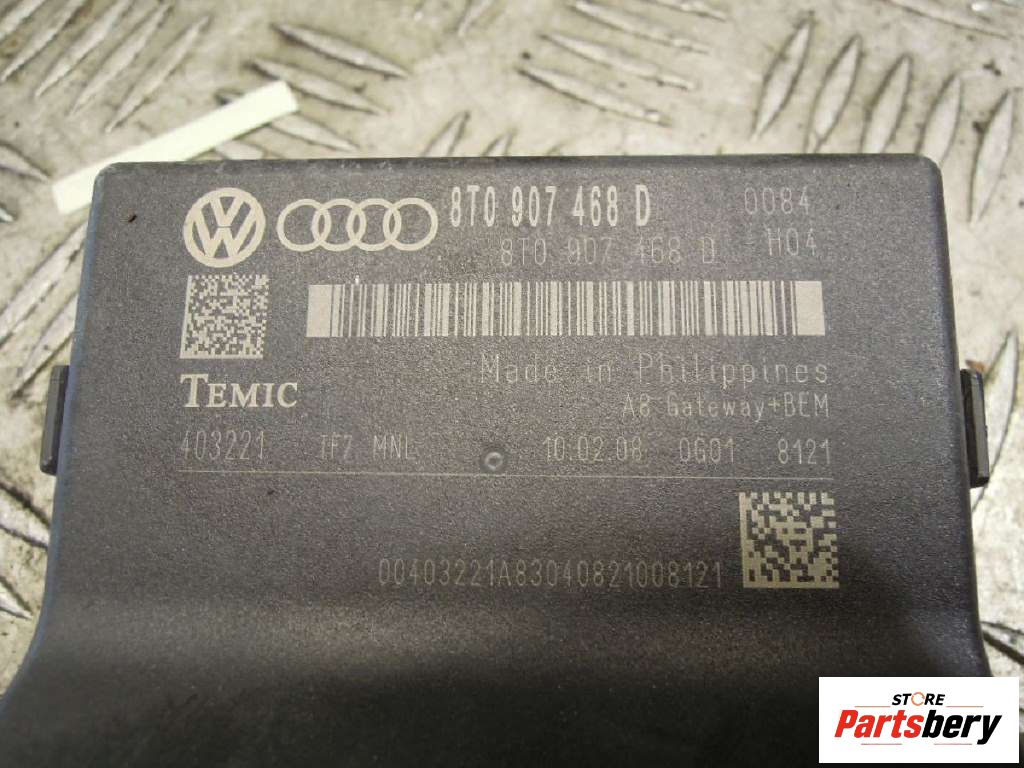 8T0 907 468 D 0084
8T0 907 468 D H04
TEMIC
Made in Philippines
A8 Gateway+BEM
403221 TFZ MNL 10.02.08 0G01 8121
00403221A83040821008121
STORE
Partsbery